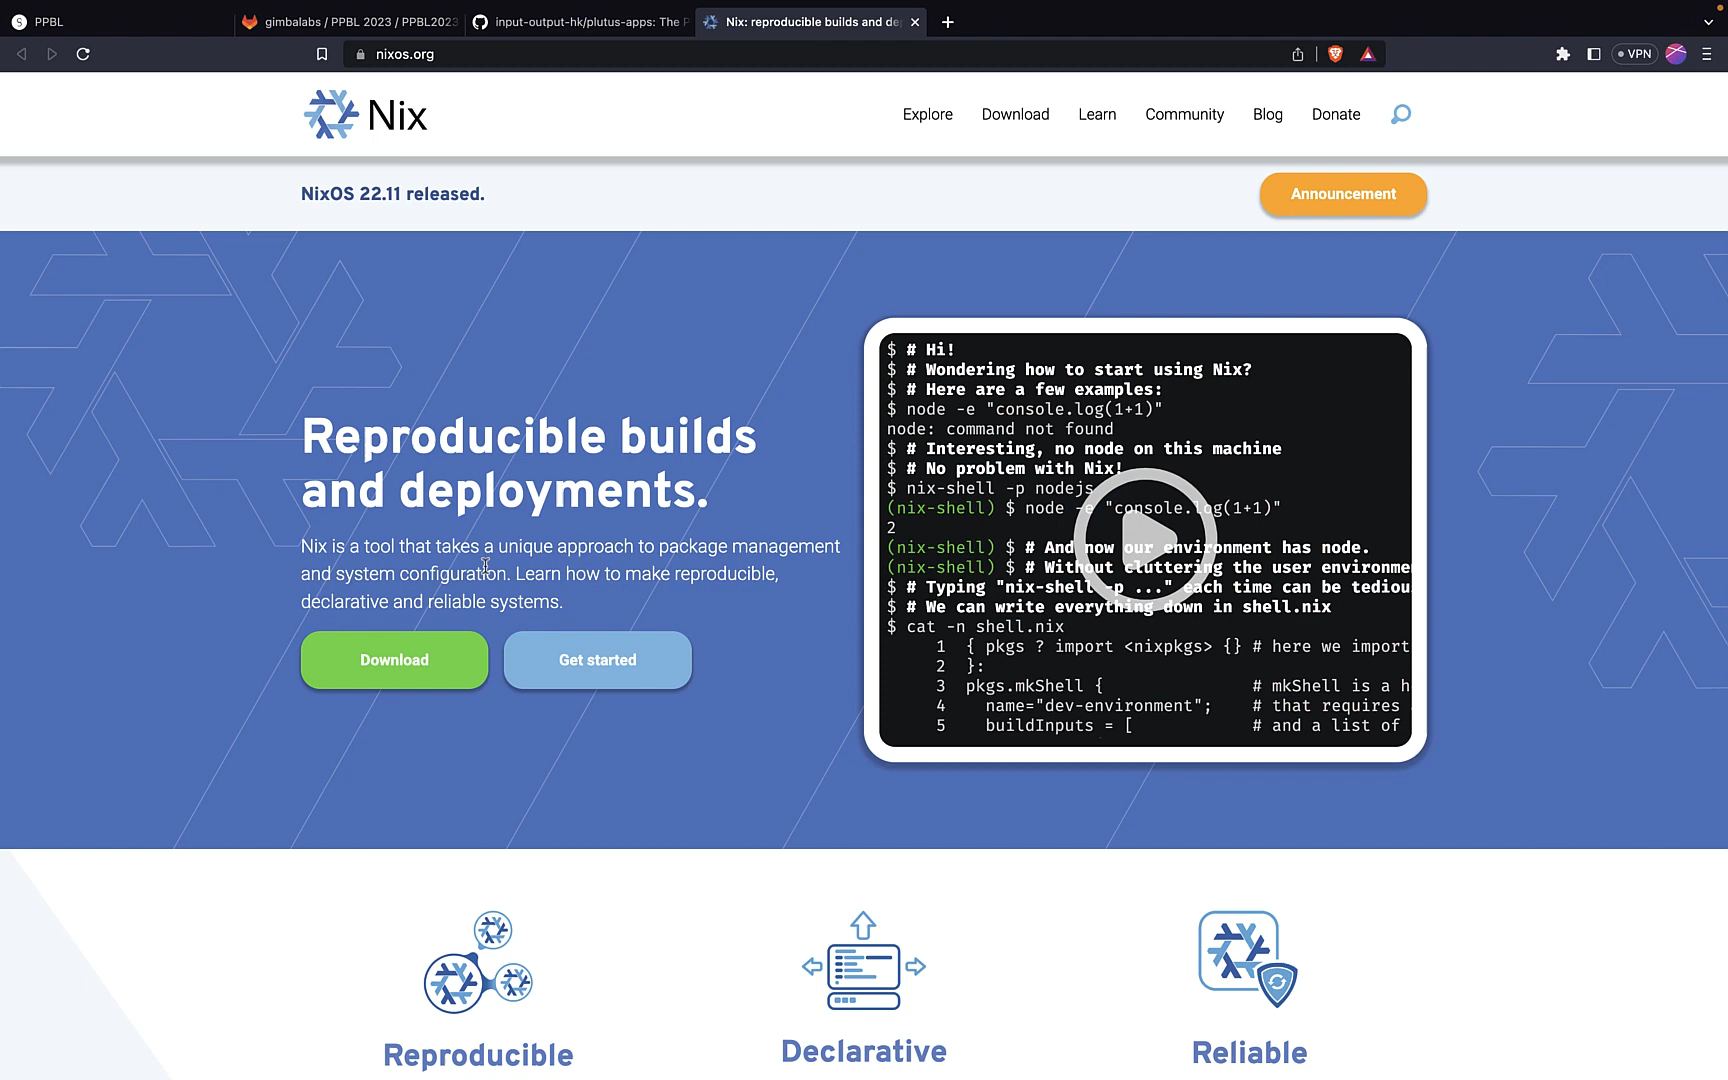 PPBL
gimbalabs / PPBL 2023 / PPBL2023
input-output-hk/plutus-apps: The P
Nix: reproducible builds and de
nixos.org
VPN
Nix
Explore
Download
Learn
Community
Blog
Donate
NixOS 22.11 released.
Announcement
Reproducible builds
and deployments.
Nix is a tool that takes a unique approach to package management
and system configuration. Learn how to make reproducible,
declarative and reliable systems.
Download
Get started
$ # Hi!
$ # Wondering how to start using Nix?
$ # Here are a few examples:
$ node -e "console.log(1+1)"
node: command not found
$ # Interesting, no node on this machine
$ # No problem with Nix!
$ nix-shell -p nodejs
(nix-shell) $ node -e "console.log(1+1)"
2
(nix-shell) $ # And now our environment has node.
(nix-shell) $ # Without cluttering the user environme
$ # Typing "nix-shell -p ..." each time can be tediou
$ # We can write everything down in shell.nix
$ cat -n shell.nix
1 { pkgs ? import <nixpkgs> {} # here we import
2 }:
3 pkgs.mkShell { # mkShell is a h
4 name="dev-environment"; # that requires
5 buildInputs = [ # and a list of
Reproducible
Declarative
Reliable